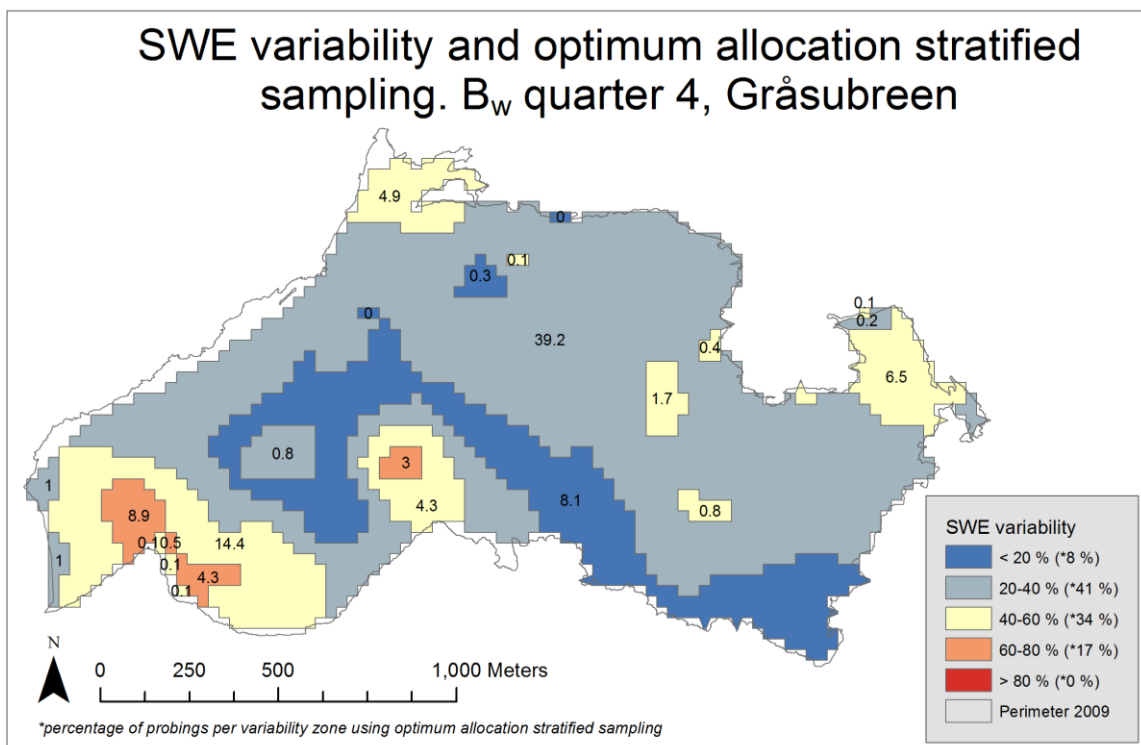 SWE variability and optimum allocation stratified
sampling. Bw quarter 4, Gråsubreen
4.9
0
0.1
0.3
0
39.2
0.1
0.2
0.4
6.5
1.7
0.8
3
1
4.3
8.1
0.8
8.9
0.10.5
14.4
0.1
1
4.3
0.1
SWE variability
< 20 % (*8 %)
20-40 % (*41 %)
40-60 % (*34 %)
60-80 % (*17 %)
> 80 % (*0 %)
Perimeter 2009
N
0 250 500 1,000 Meters
*percentage of probings per variability zone using optimum allocation stratified sampling